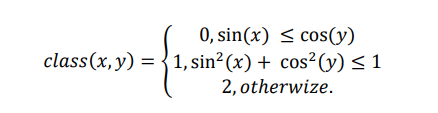 0, sin(x) ≤ cos(y)
class(x, y) = { 1, sin²(x) + cos²(y) ≤ 1
2, otherwize.